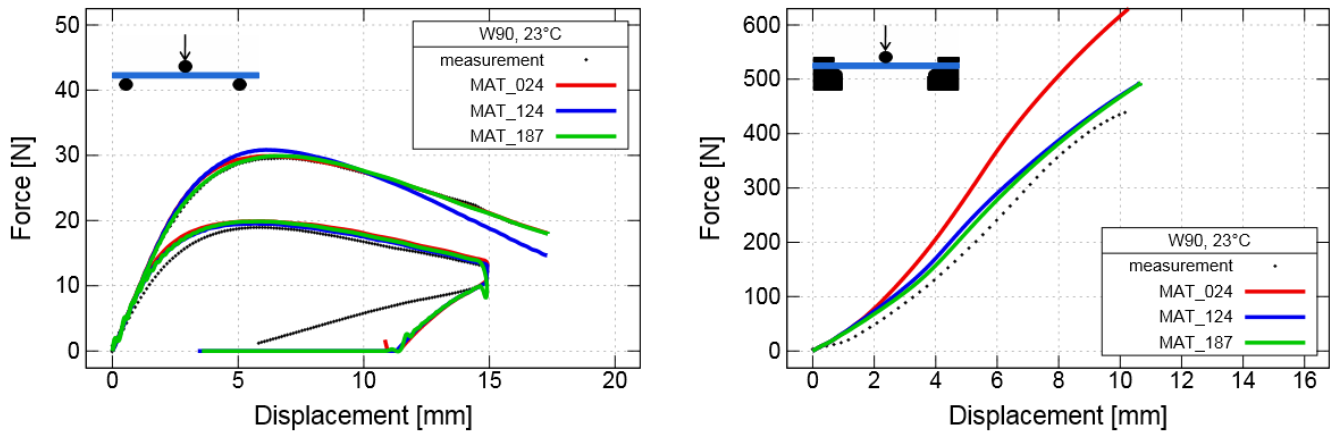 50
40
30
20
10
0
Force [N]
W90, 23°C
measurement
MAT_024
MAT_124
MAT_187
0 5 10 15 20
Displacement [mm]
600
500
400
300
200
100
0
Force [N]
W90, 23°C
measurement
MAT_024
MAT_124
MAT_187
0 2 4 6 8 10 12 14 16
Displacement [mm]